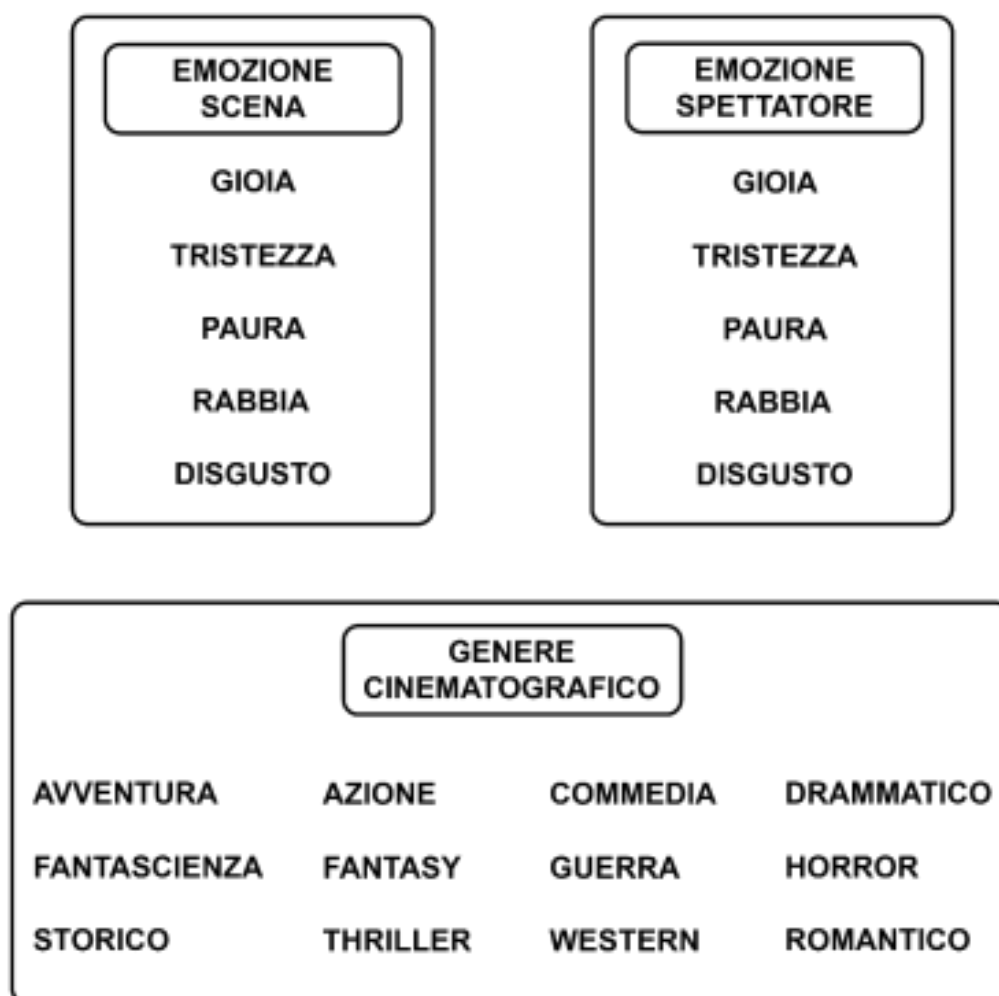 EMOZIONE
SCENA
GIOIA
TRISTEZZA
PAURA
RABBIA
DISGUSTO
EMOZIONE
SPETTATORE
GIOIA
TRISTEZZA
PAURA
RABBIA
DISGUSTO
GENERE
CINEMATOGRAFICO
AVVENTURA AZIONE COMMEDIA DRAMMATICO
FANTASCIENZA FANTASY GUERRA HORROR
STORICO THRILLER WESTERN ROMANTICO